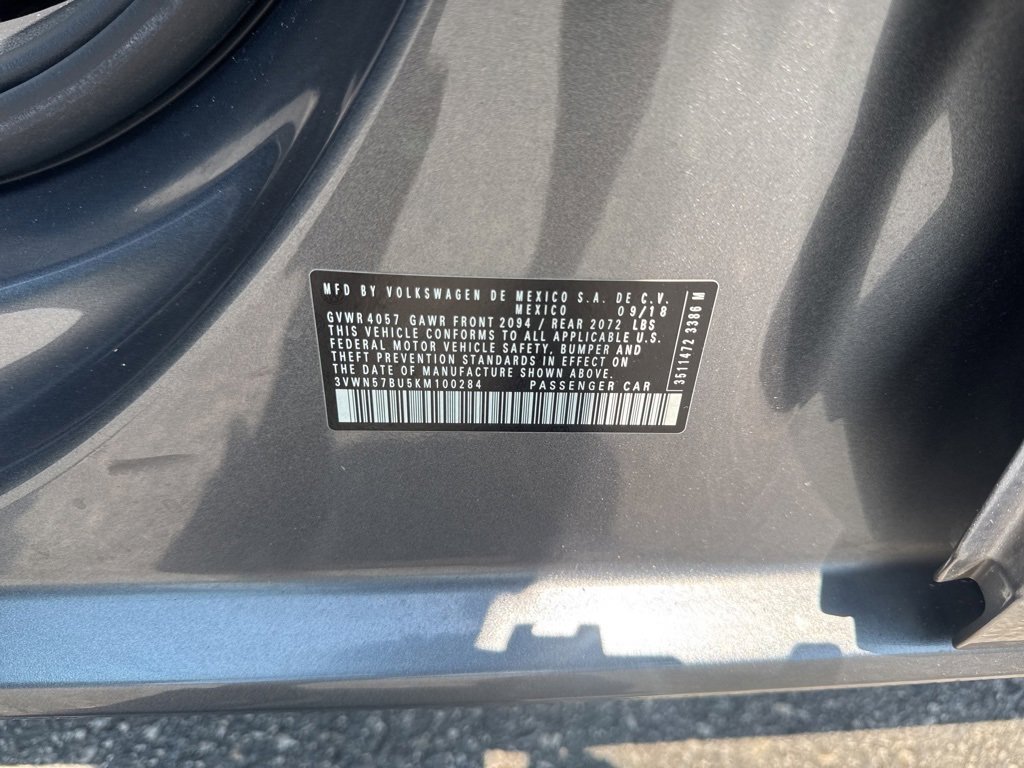 MFD BY VOLKSWAGEN DE MEXICO S.A. DE C.V.
MEXICO 09/18
GVWR 4057 GAWR FRONT 2094 / REAR 2072 LBS
THIS VEHICLE CONFORMS TO ALL APPLICABLE U.S.
FEDERAL MOTOR VEHICLE SAFETY, BUMPER AND
THEFT PREVENTION STANDARDS IN EFFECT ON
THE DATE OF MANUFACTURE SHOWN ABOVE.
3VWN57BU5KM100284 PASSENGER CAR
3511472 3386 M